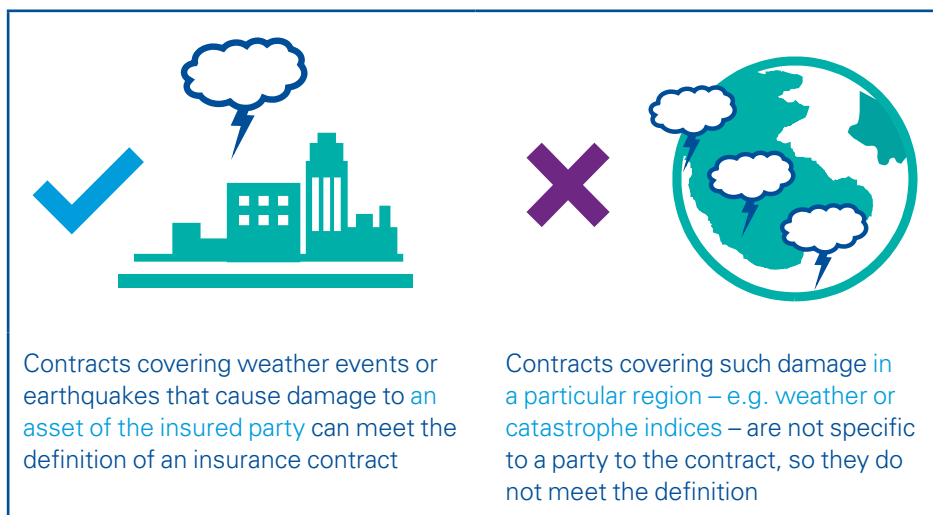 Contracts covering weather events or
earthquakes that cause damage to an
asset of the insured party can meet the
definition of an insurance contract
Contracts covering such damage in
a particular region – e.g. weather or
catastrophe indices – are not specific
to a party to the contract, so they do
not meet the definition